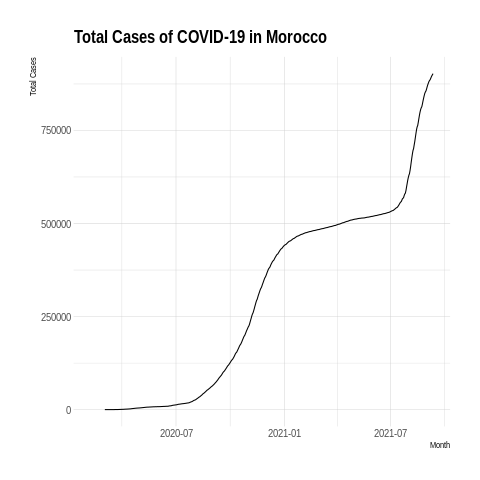 Total Cases of COVID-19 in Morocco
Total Cases
750000
500000
250000
0
2020-07
2021-01
2021-07
Month